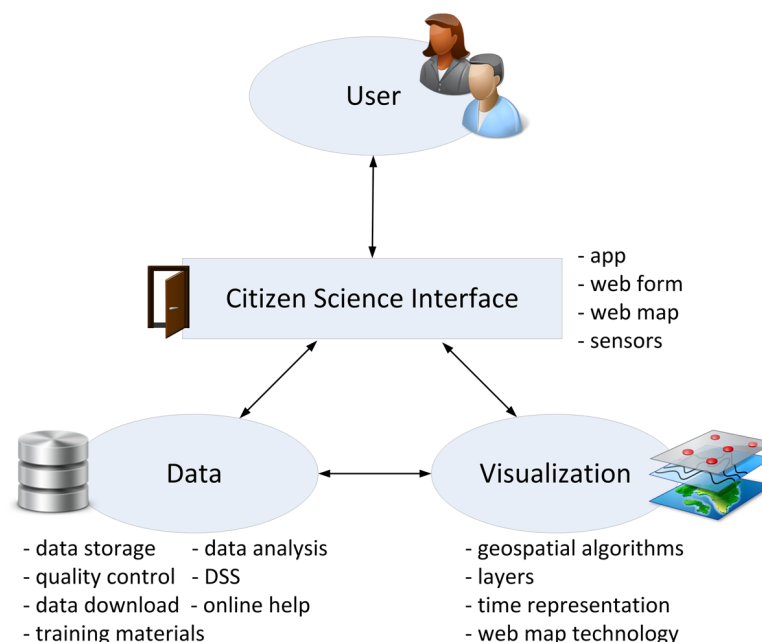 User
Citizen Science Interface
- app
- web form
- web map
- sensors
Data
Visualization
- data storage
- quality control
- data download
- training materials
- data analysis
- DSS
- online help
- geospatial algorithms
- layers
- time representation
- web map technology